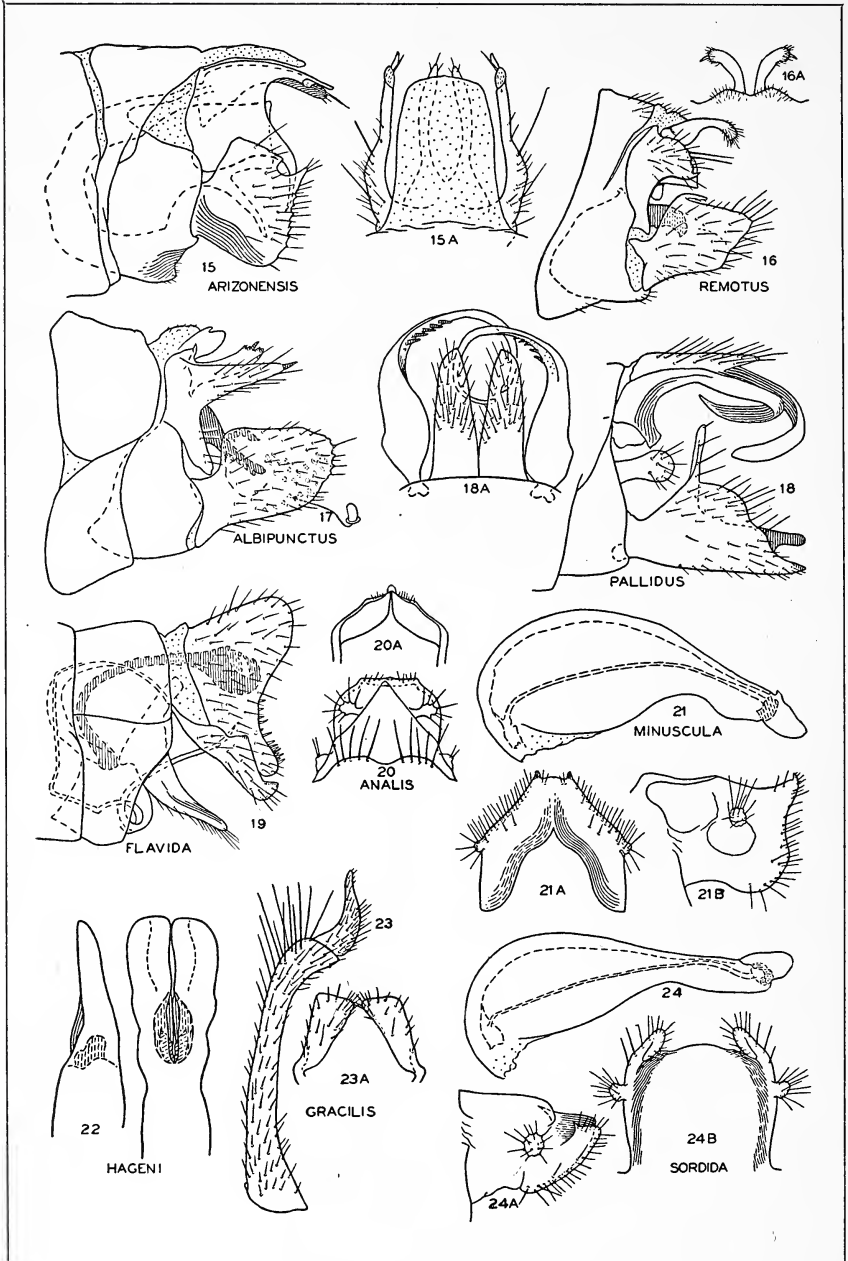 16A
15
ARIZONENSIS
15A
16
REMOTUS
17
ALBIPUNCTUS
18A
18
PALLIDUS
19
FLAVIDA
20A
20
ANALIS
21
MINUSCULA
21A
21B
22
HAGENI
23
23A
GRACILIS
24
24A
24B
SORDIDA